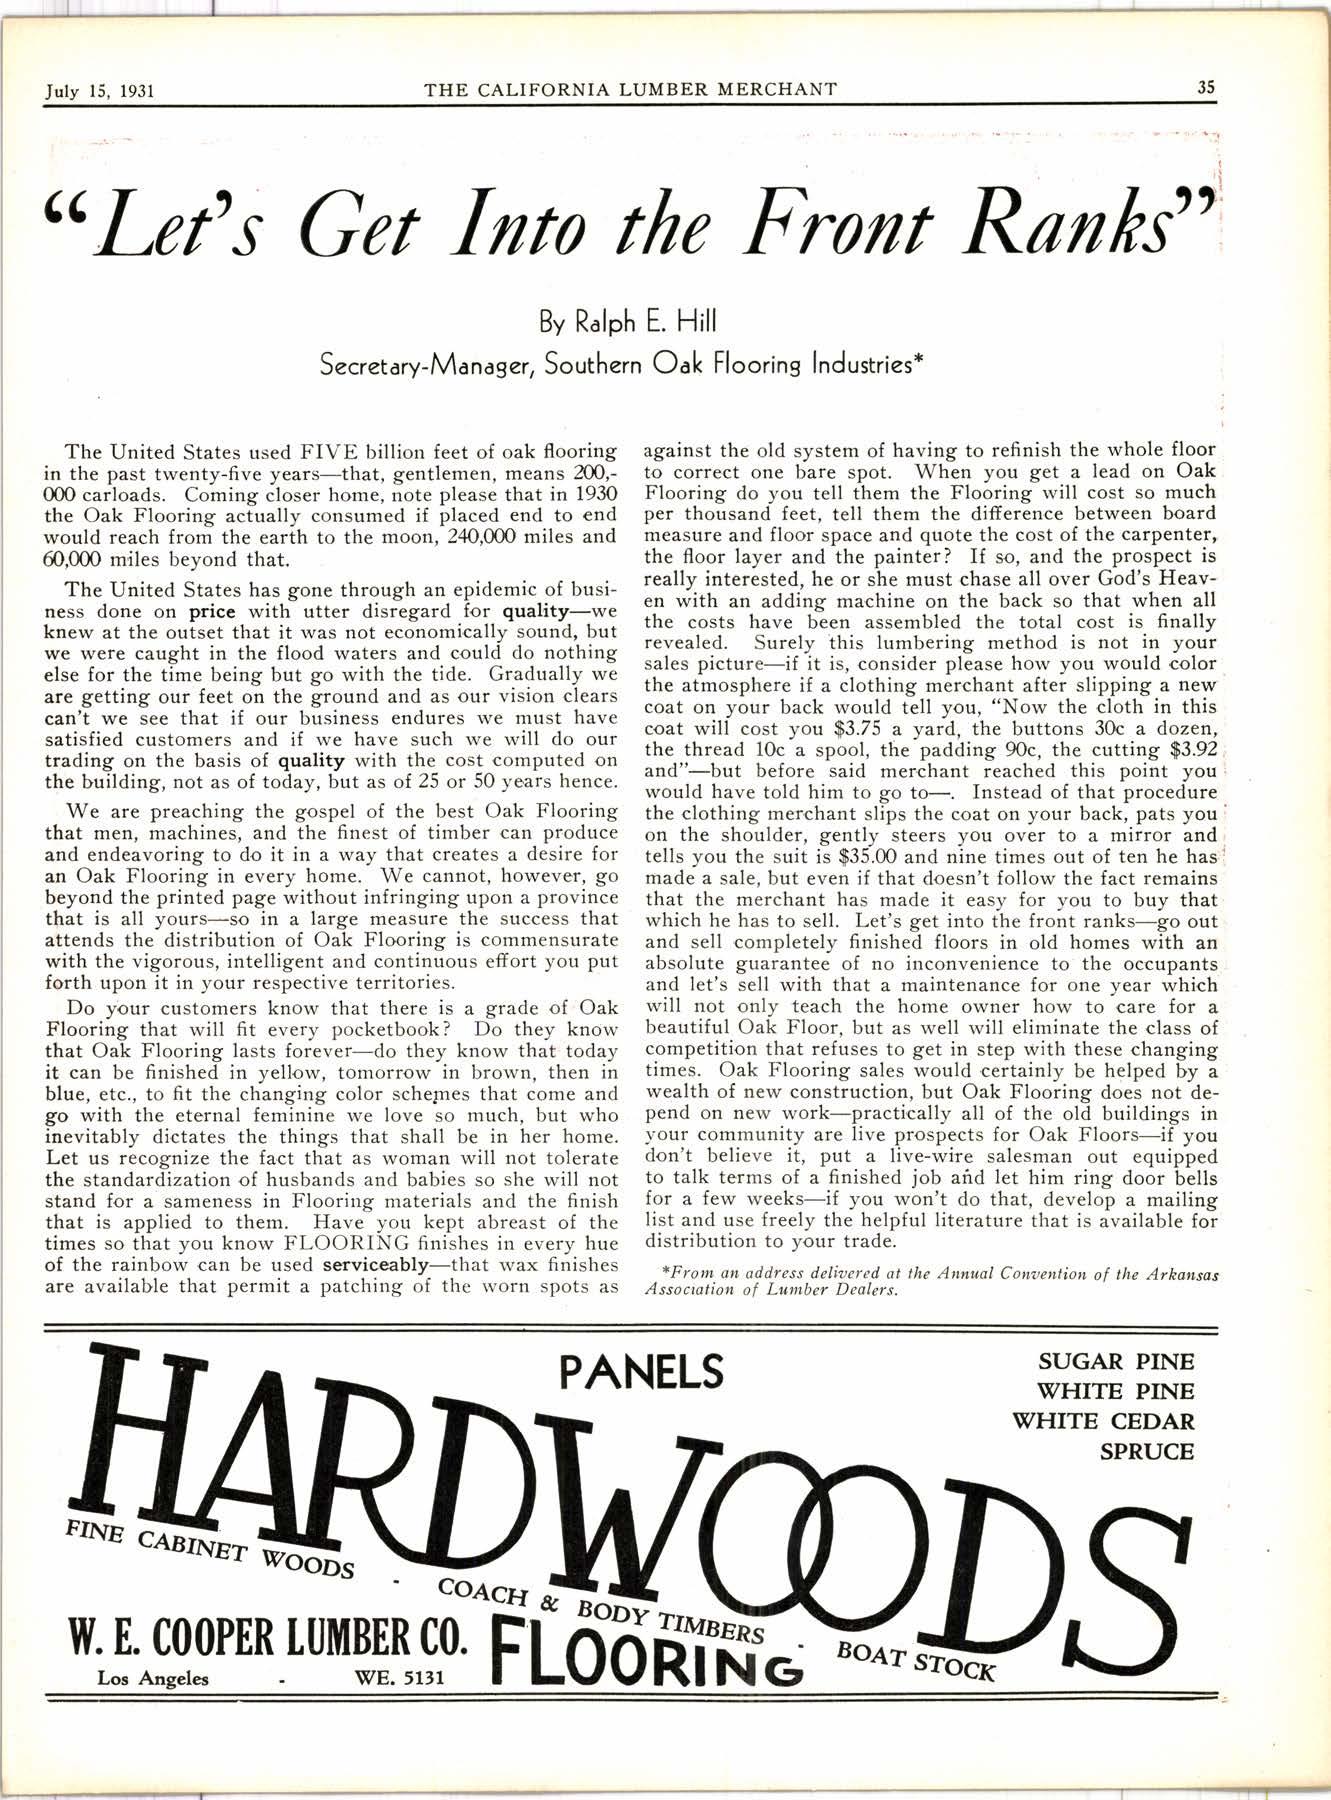 July 15, 1931
THE CALIFORNIA LUMBER MERCHANT
35
“Let's Get Into the Front Ranks”
By Ralph E. Hill
Secretary-Manager, Southern Oak Flooring Industries*
The United States used FIVE billion feet of oak flooring
in the past twenty-five years—that, gentlemen, means 200,-
000 carloads. Coming closer home, note please that in 1930
the Oak Flooring actually consumed if placed end to end
would reach from the earth to the moon, 240,000 miles and
60,000 miles beyond that.
The United States has gone through an epidemic of busi-
ness done on price with utter disregard for quality—we
knew at the outset that it was not economically sound, but
we were caught in the flood waters and could do nothing
else for the time being but go with the tide. Gradually we
are getting our feet on the ground and as our vision clears
can't we see that if our business endures we must have
satisfied customers and if we have such we will do our
trading on the basis of quality with the cost computed on
the building, not as of today, but as of 25 or 50 years hence.
We are preaching the gospel of the best Oak Flooring
that men, machines, and the finest of timber can produce
and endeavoring to do it in a way that creates a desire for
an Oak Flooring in every home. We cannot, however, go
beyond the printed page without infringing upon a province
that is all yours—so in a large measure the success that
attends the distribution of Oak Flooring is commensurate
with the vigorous, intelligent and continuous effort you put
forth upon it in your respective territories.
Do your customers know that there is a grade of Oak
Flooring that will fit every pocketbook? Do they know
that Oak Flooring lasts forever—do they know that today
it can be finished in yellow, tomorrow in brown, then in
blue, etc., to fit the changing color schemes that come and
go with the eternal feminine we love so much, but who
inevitably dictates the things that shall be in her home.
Let us recognize the fact that as woman will not tolerate
the standardization of husbands and babies so she will not
stand for a sameness in Flooring materials and the finish
that is applied to them. Have you kept abreast of the
times so that you know FLOORING finishes in every hue
of the rainbow can be used serviceably—that wax finishes
are available that permit a patching of the worn spots as
against the old system of having to refinish the whole floor
to correct one bare spot. When you get a lead on Oak
Flooring do you tell them the Flooring will cost so much
per thousand feet, tell them the difference between board
measure and floor space and quote the cost of the carpenter,
the floor layer and the painter? If so, and the prospect is
really interested, he or she must chase all over God's Heav-
en with an adding machine on the back so that when all
the costs have been assembled the total cost is finally
revealed. Surely this lumbering method is not in your
sales picture—if it is, consider please how you would color
the atmosphere if a clothing merchant after slipping a new
coat on your back would tell you, “Now the cloth in this
coat will cost you $3.75 a yard, the buttons 30c a dozen,
the thread 10c a spool, the padding 90c, the cutting $3.92
and”—but before said merchant reached this point you
would have told him to go to—. Instead of that procedure
the clothing merchant slips the coat on your back, pats you
on the shoulder, gently steers you over to a mirror and
tells you the suit is $35.00 and nine times out of ten he has
made a sale, but even if that doesn't follow the fact remains
that the merchant has made it easy for you to buy that
which he has to sell. Let's get into the front ranks—go out
and sell completely finished floors in old homes with an
absolute guarantee of no inconvenience to the occupants
and let's sell with that a maintenance for one year which
will not only teach the home owner how to care for a
beautiful Oak Floor, but as well will eliminate the class of
competition that refuses to get in step with these changing
times. Oak Flooring sales would certainly be helped by a
wealth of new construction, but Oak Flooring does not de-
pend on new work—practically all of the old buildings in
your community are live prospects for Oak Floors—if you
don't believe it, put a live-wire salesman out equipped
to talk terms of a finished job and let him ring door bells
for a few weeks—if you won't do that, develop a mailing
list and use freely the helpful literature that is available for
distribution to your trade.
*From an address delivered at the Annual Convention of the Arkansas
Association of Lumber Dealers.
PANELS
SUGAR PINE
WHITE PINE
WHITE CEDAR
SPRUCE
HARDWOODS
FINE CABINET WOODS - COACH & BODY TIMBERS - BOAT STOCK
W. E. COOPER LUMBER CO.
FLOORING
Los Angeles - WE. 5131